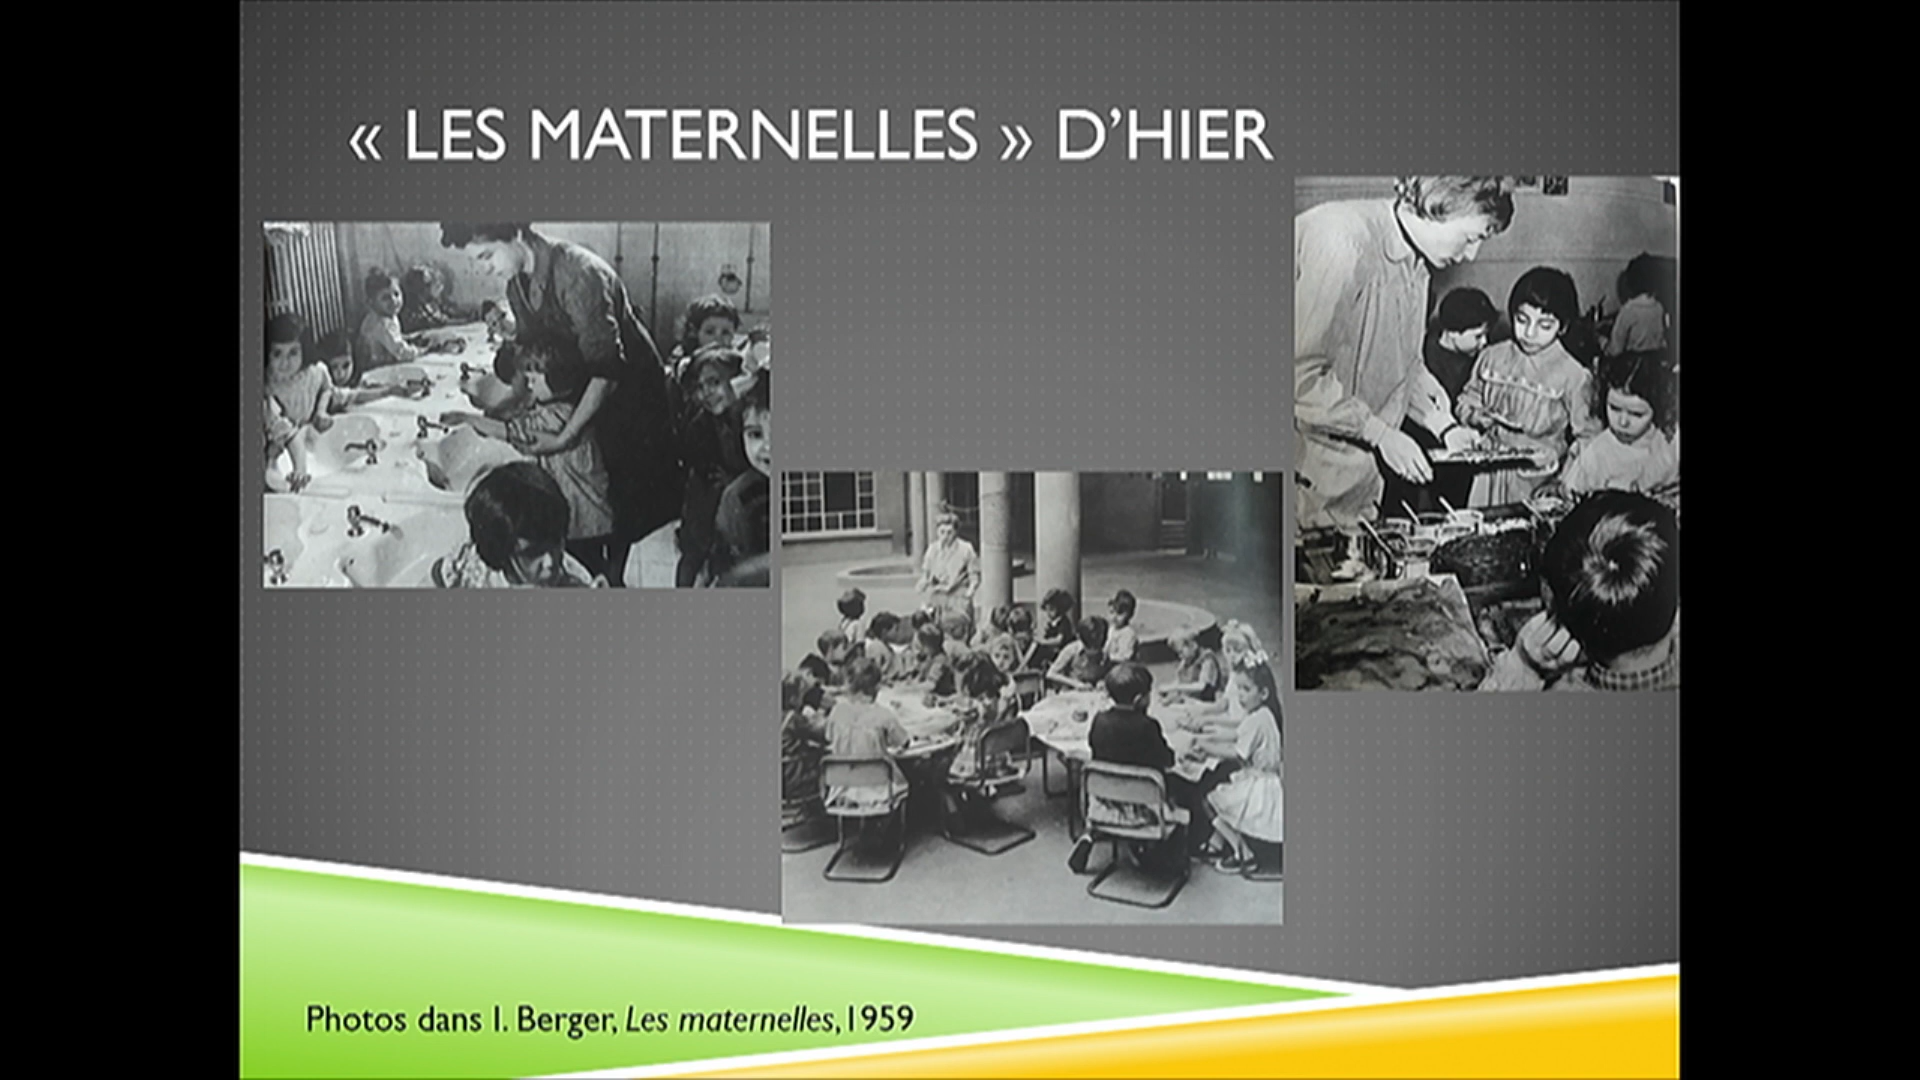 « LES MATERNELLES » D’HIER
Photos dans I. Berger, Les maternelles, 1959